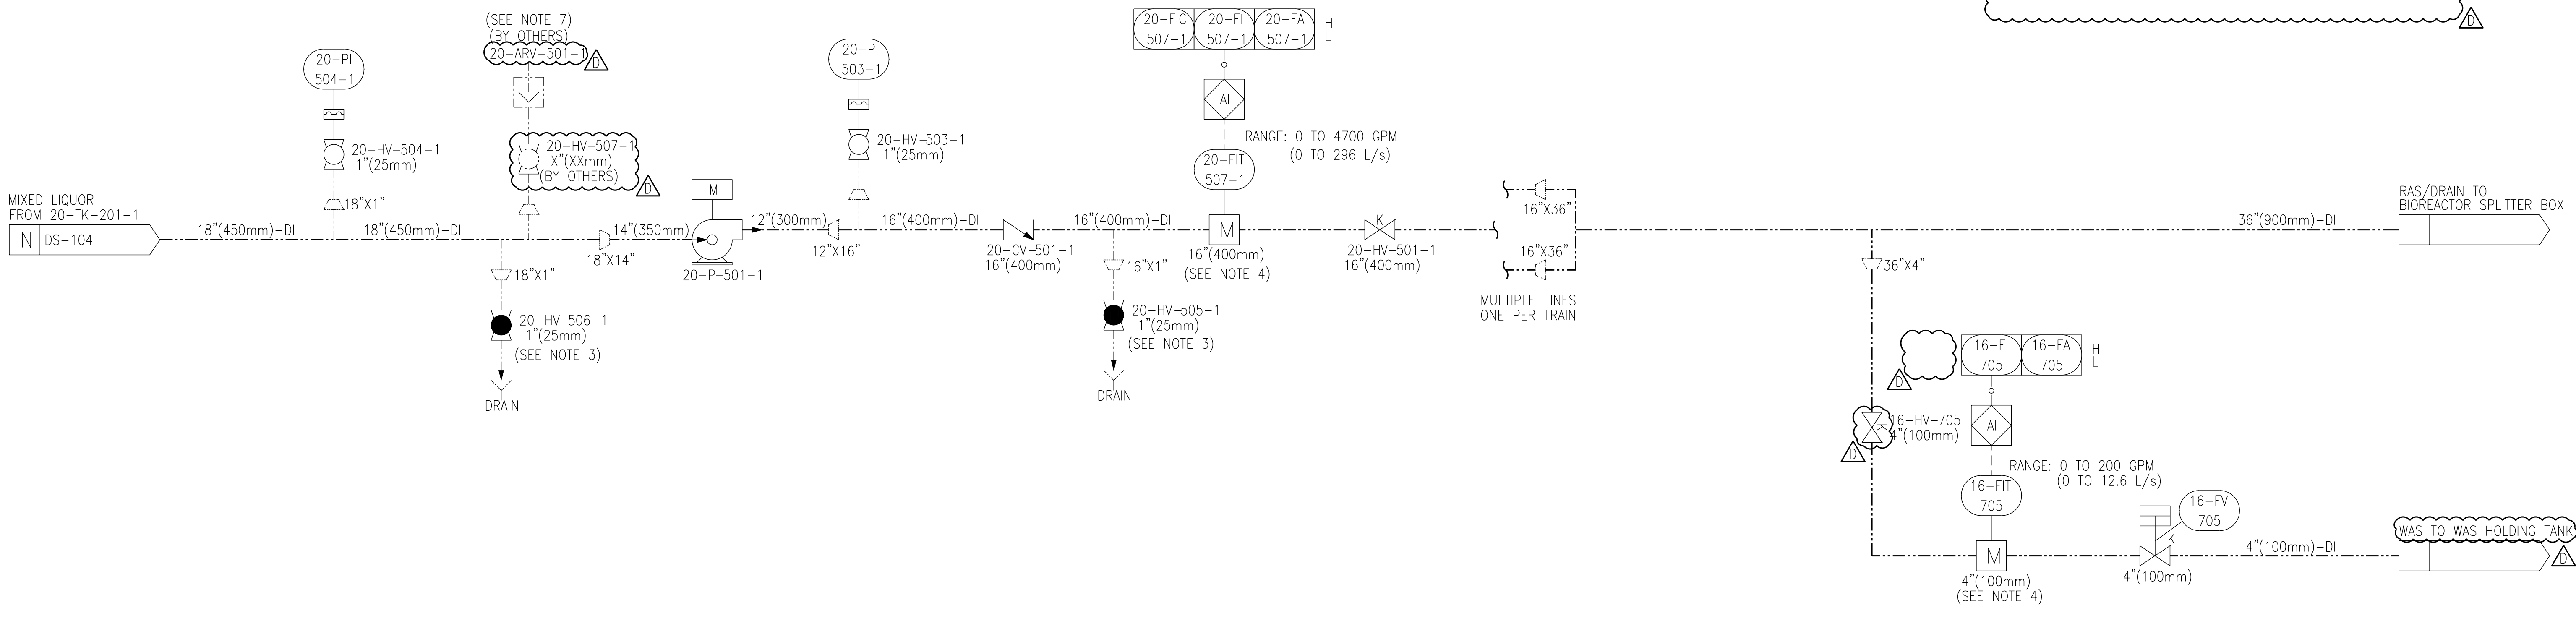 (SEE NOTE 7)
(BY OTHERS)
20-ARV-501-1
D
20-PI
504-1
20-HV-504-1
1"(25mm)
18"X1"
20-HV-507-1
X"(XXmm)
(BY OTHERS)
D
MIXED LIQUOR
FROM 20-TK-201-1
N DS-104
18"(450mm)-DI
18"(450mm)-DI
18"X1"
20-HV-506-1
1"(25mm)
(SEE NOTE 3)
DRAIN
18"X14"
14"(350mm)
M
20-P-501-1
12"(300mm)
12"X16"
20-PI
503-1
20-HV-503-1
1"(25mm)
16"(400mm)-DI
20-CV-501-1
16"(400mm)
16"(400mm)-DI
16"X1"
20-HV-505-1
1"(25mm)
(SEE NOTE 3)
DRAIN
20-FIC
507-1
20-FI
507-1
20-FA
507-1
H
L
AI
RANGE: 0 TO 4700 GPM
(0 TO 296 L/s)
20-FIT
507-1
M
16"(400mm)
(SEE NOTE 4)
K
20-HV-501-1
16"(400mm)
16"X36"
16"X36"
MULTIPLE LINES
ONE PER TRAIN
D
36"(900mm)-DI
RAS/DRAIN TO
BIOREACTOR SPLITTER BOX
36"X4"
D
16-FI
705
16-FA
705
H
L
K
16-HV-705
4"(100mm)
D
AI
RANGE: 0 TO 200 GPM
(0 TO 12.6 L/s)
16-FIT
705
M
4"(100mm)
(SEE NOTE 4)
16-FV
705
K
4"(100mm)
4"(100mm)-DI
WAS TO WAS HOLDING TANK
D